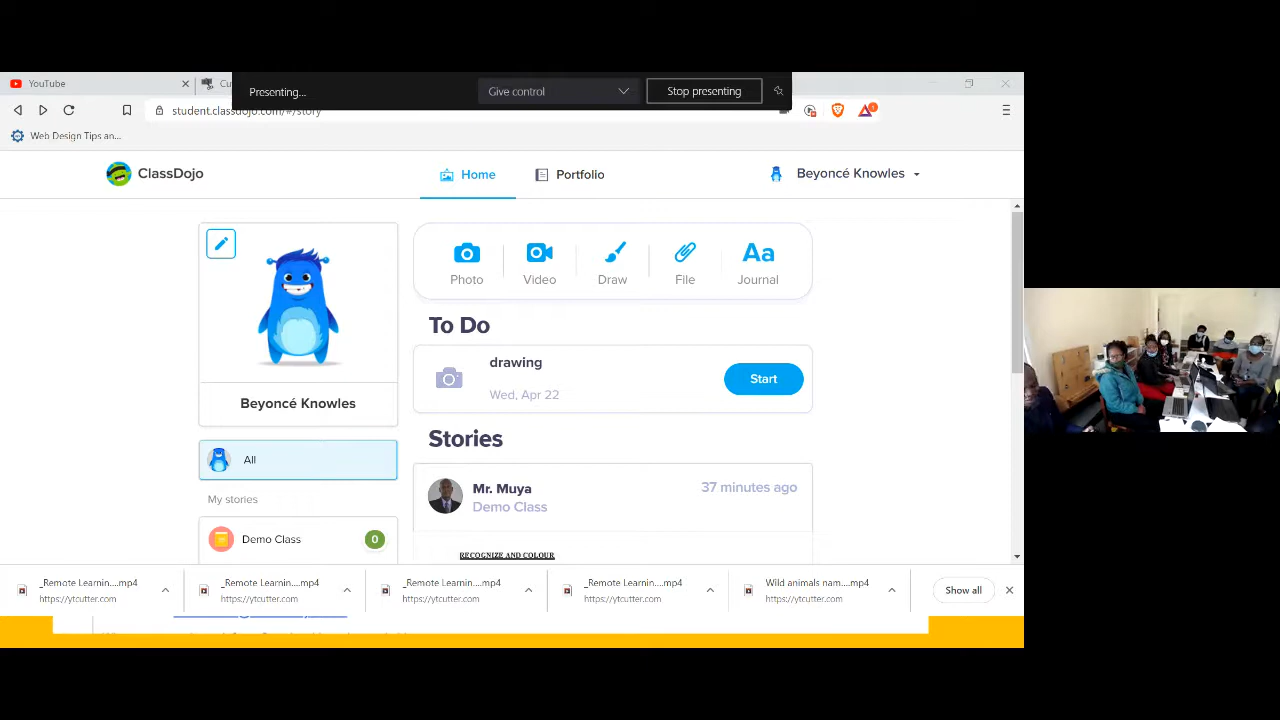 YouTube
Cu
Presenting...
Give control
Stop presenting
student.classdojo.com/#/story
1
Web Design Tips an...
ClassDojo
Home
Portfolio
Beyoncé Knowles
Photo
Video
Draw
File
Aa
Journal
To Do
drawing
Wed, Apr 22
Start
Beyoncé Knowles
Stories
All
Mr. Muya
37 minutes ago
Demo Class
My stories
Demo Class
0
RECOGNIZE AND COLOUR
_Remote Learnin....mp4
https://ytcutter.com
_Remote Learnin....mp4
https://ytcutter.com
_Remote Learnin....mp4
https://ytcutter.com
_Remote Learnin....mp4
https://ytcutter.com
Wild animals nam....mp4
https://ytcutter.com
Show all